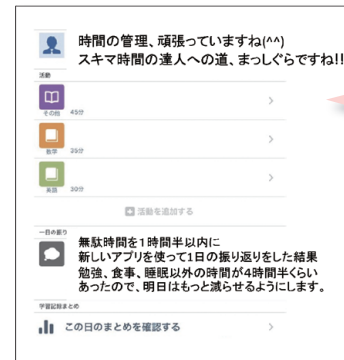 時間の管理、頑張っていますね(^^)
スキマ時間の達人への道、まっしぐらですね!!
活動
その他 45分
数学 35分
英語 30分
活動を追加する
一日の振り
無駄時間を1時間半以内に
新しいアプリを使って1日の振り返りをした結果
勉強、食事、睡眠以外の時間が4時間半くらい
あったので、明日はもっと減らせるようにします。
学習記録まとめ
この日のまとめを確認する